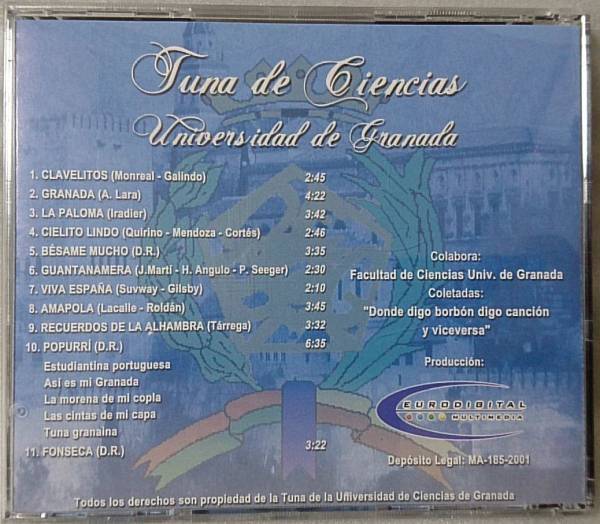 Tuna de Ciencias
Universidad de Granada
1. CLAVELITOS (Monreal - Galindo) 2:45
2. GRANADA (A. Lara) 4:22
3. LA PALOMA (Iradier) 3:42
4. CIELITO LINDO (Quirino - Mendoza - Cortés) 2:46
5. BÉSAME MUCHO (D.R.) 3:35
6. GUANTANAMERA (J.Martí - H. Angulo - P. Seeger) 2:30
7. VIVA ESPAÑA (Suvway - Gilsby) 2:10
8. AMAPOLA (Lacalle - Roldán) 3:45
9. RECUERDOS DE LA ALHAMBRA (Tárrega) 3:32
10. POPURRÍ (D.R.) 6:35
Estudiantina portuguesa
Así es mi Granada
La morena de mi copla
Las cintas de mi capa
Tuna granaina
11. FONSECA (D.R.) 3:22
Colabora:
Facultad de Ciencias Univ. de Granada
Coletadas:
"Donde digo borbón digo canción
y viceversa"
Producción:
EURODIGITAL
MULTIMEDIA
Depósito Legal: MA-185-2001
Todos los derechos son propiedad de la Tuna de la Universidad de Ciencias de Granada